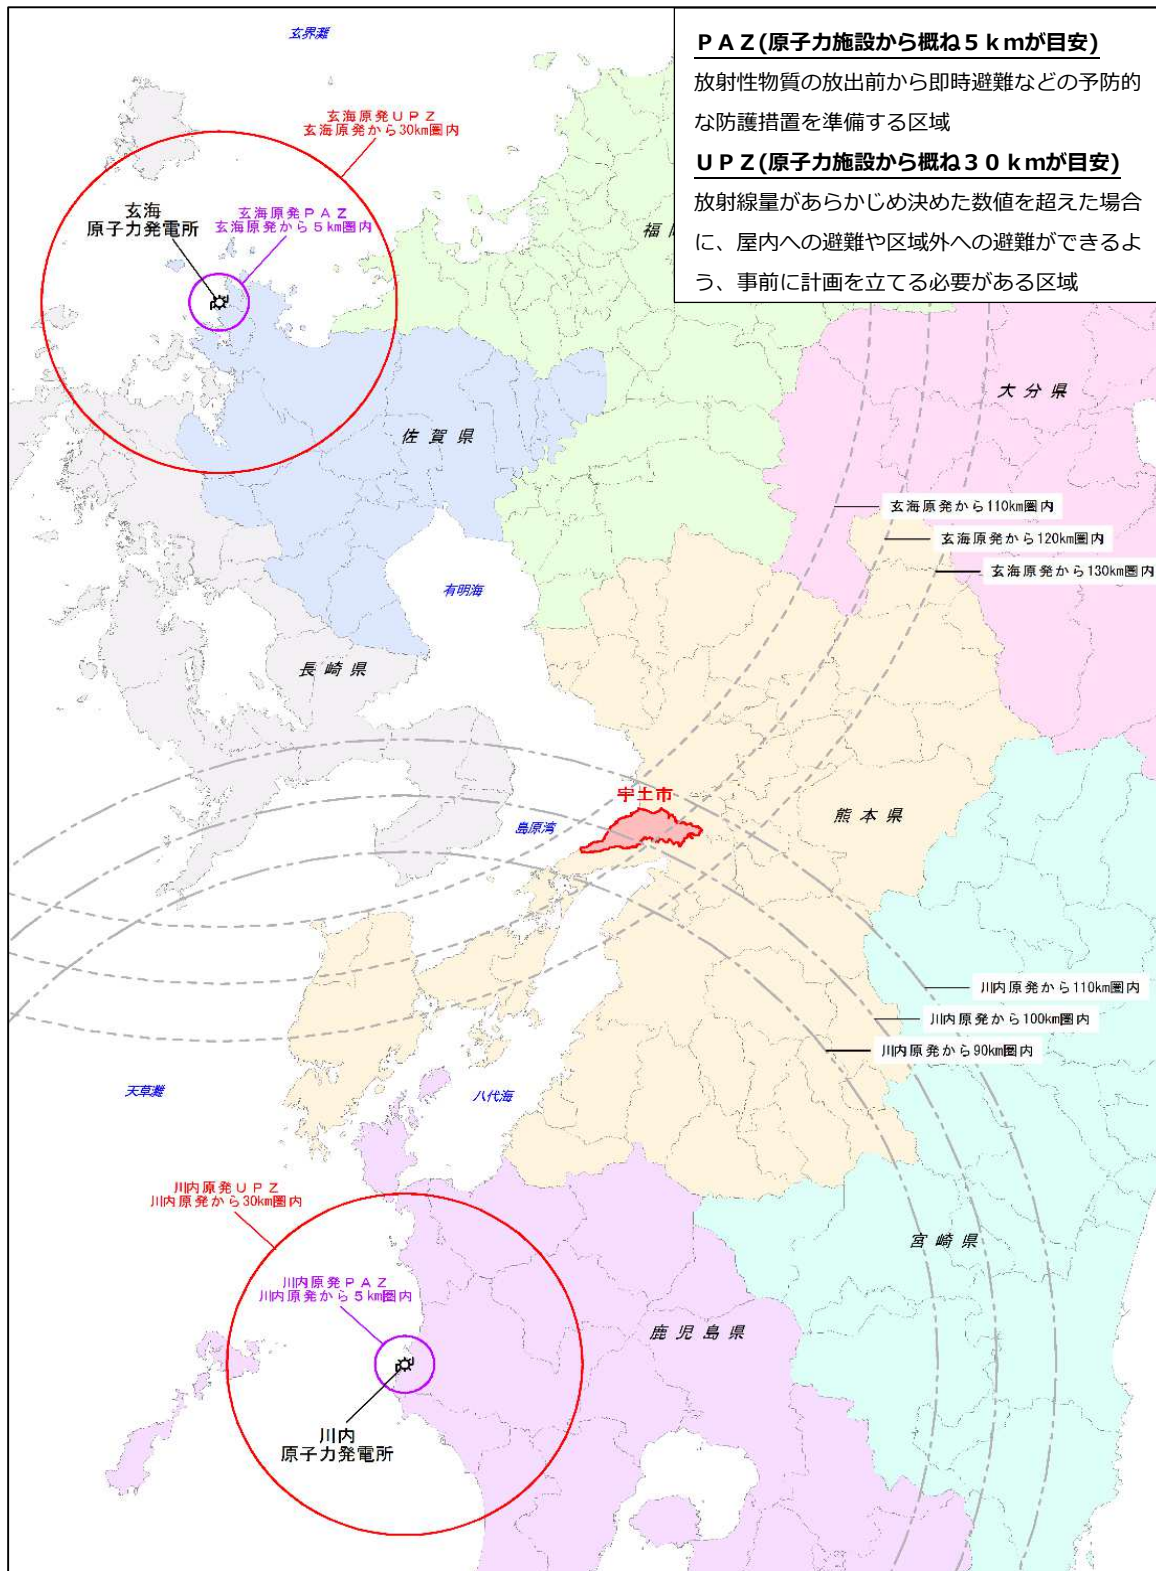 玄界灘
ＰＡＺ(原子力施設から概ね５ｋｍが目安)
放射性物質の放出前から即時避難などの予防的
な防護措置を準備する区域
ＵＰＺ(原子力施設から概ね３０ｋｍが目安)
放射線量があらかじめ決めた数値を超えた場合
に、屋内への避難や区域外への避難ができるよ
う、事前に計画を立てる必要がある区域
玄海原発ＵＰＺ
玄海原発から30km圏内
玄海
原子力発電所
玄海原発ＰＡＺ
玄海原発から５km圏内
福
大分県
佐賀県
玄海原発から110km圏内
玄海原発から120km圏内
玄海原発から130km圏内
有明海
長崎県
宇土市
島原湾
熊本県
川内原発から110km圏内
川内原発から100km圏内
川内原発から90km圏内
天草灘
八代海
川内原発ＵＰＺ
川内原発から30km圏内
宮崎県
川内原発ＰＡＺ
川内原発から５km圏内
鹿児島県
川内
原子力発電所